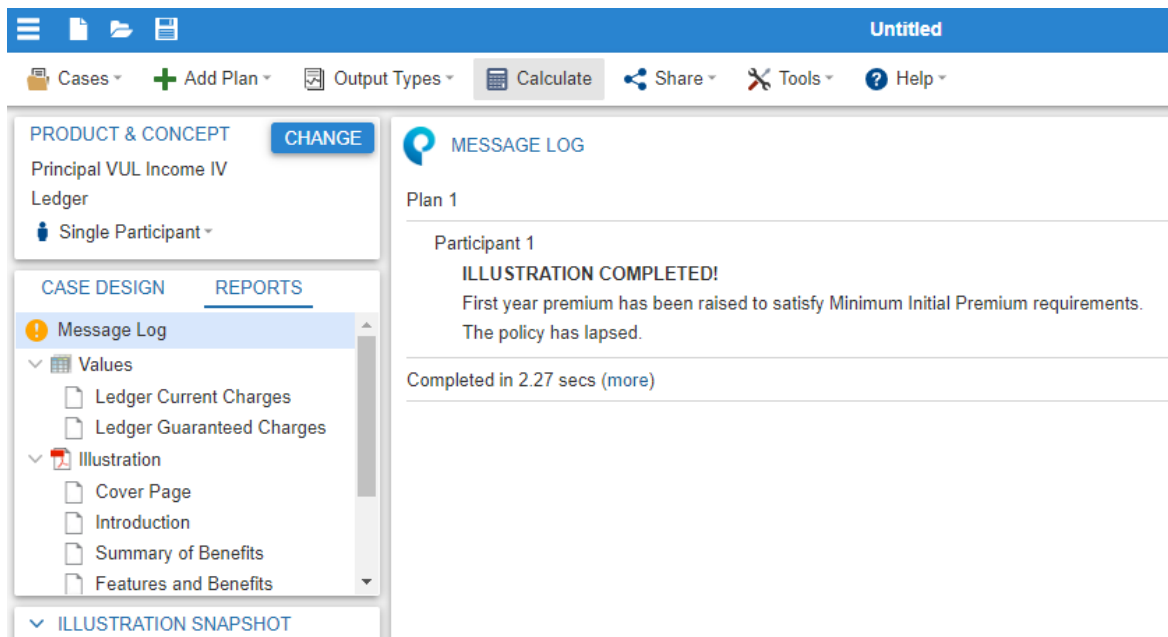 Untitled
Cases
Add Plan
Output Types
Calculate
Share
Tools
Help
PRODUCT & CONCEPT
CHANGE
Principal VUL Income IV
Ledger
Single Participant
CASE DESIGN
REPORTS
Message Log
Values
Ledger Current Charges
Ledger Guaranteed Charges
Illustration
Cover Page
Introduction
Summary of Benefits
Features and Benefits
ILLUSTRATION SNAPSHOT
MESSAGE LOG
Plan 1
Participant 1
ILLUSTRATION COMPLETED!
First year premium has been raised to satisfy Minimum Initial Premium requirements.
The policy has lapsed.
Completed in 2.27 secs (more)